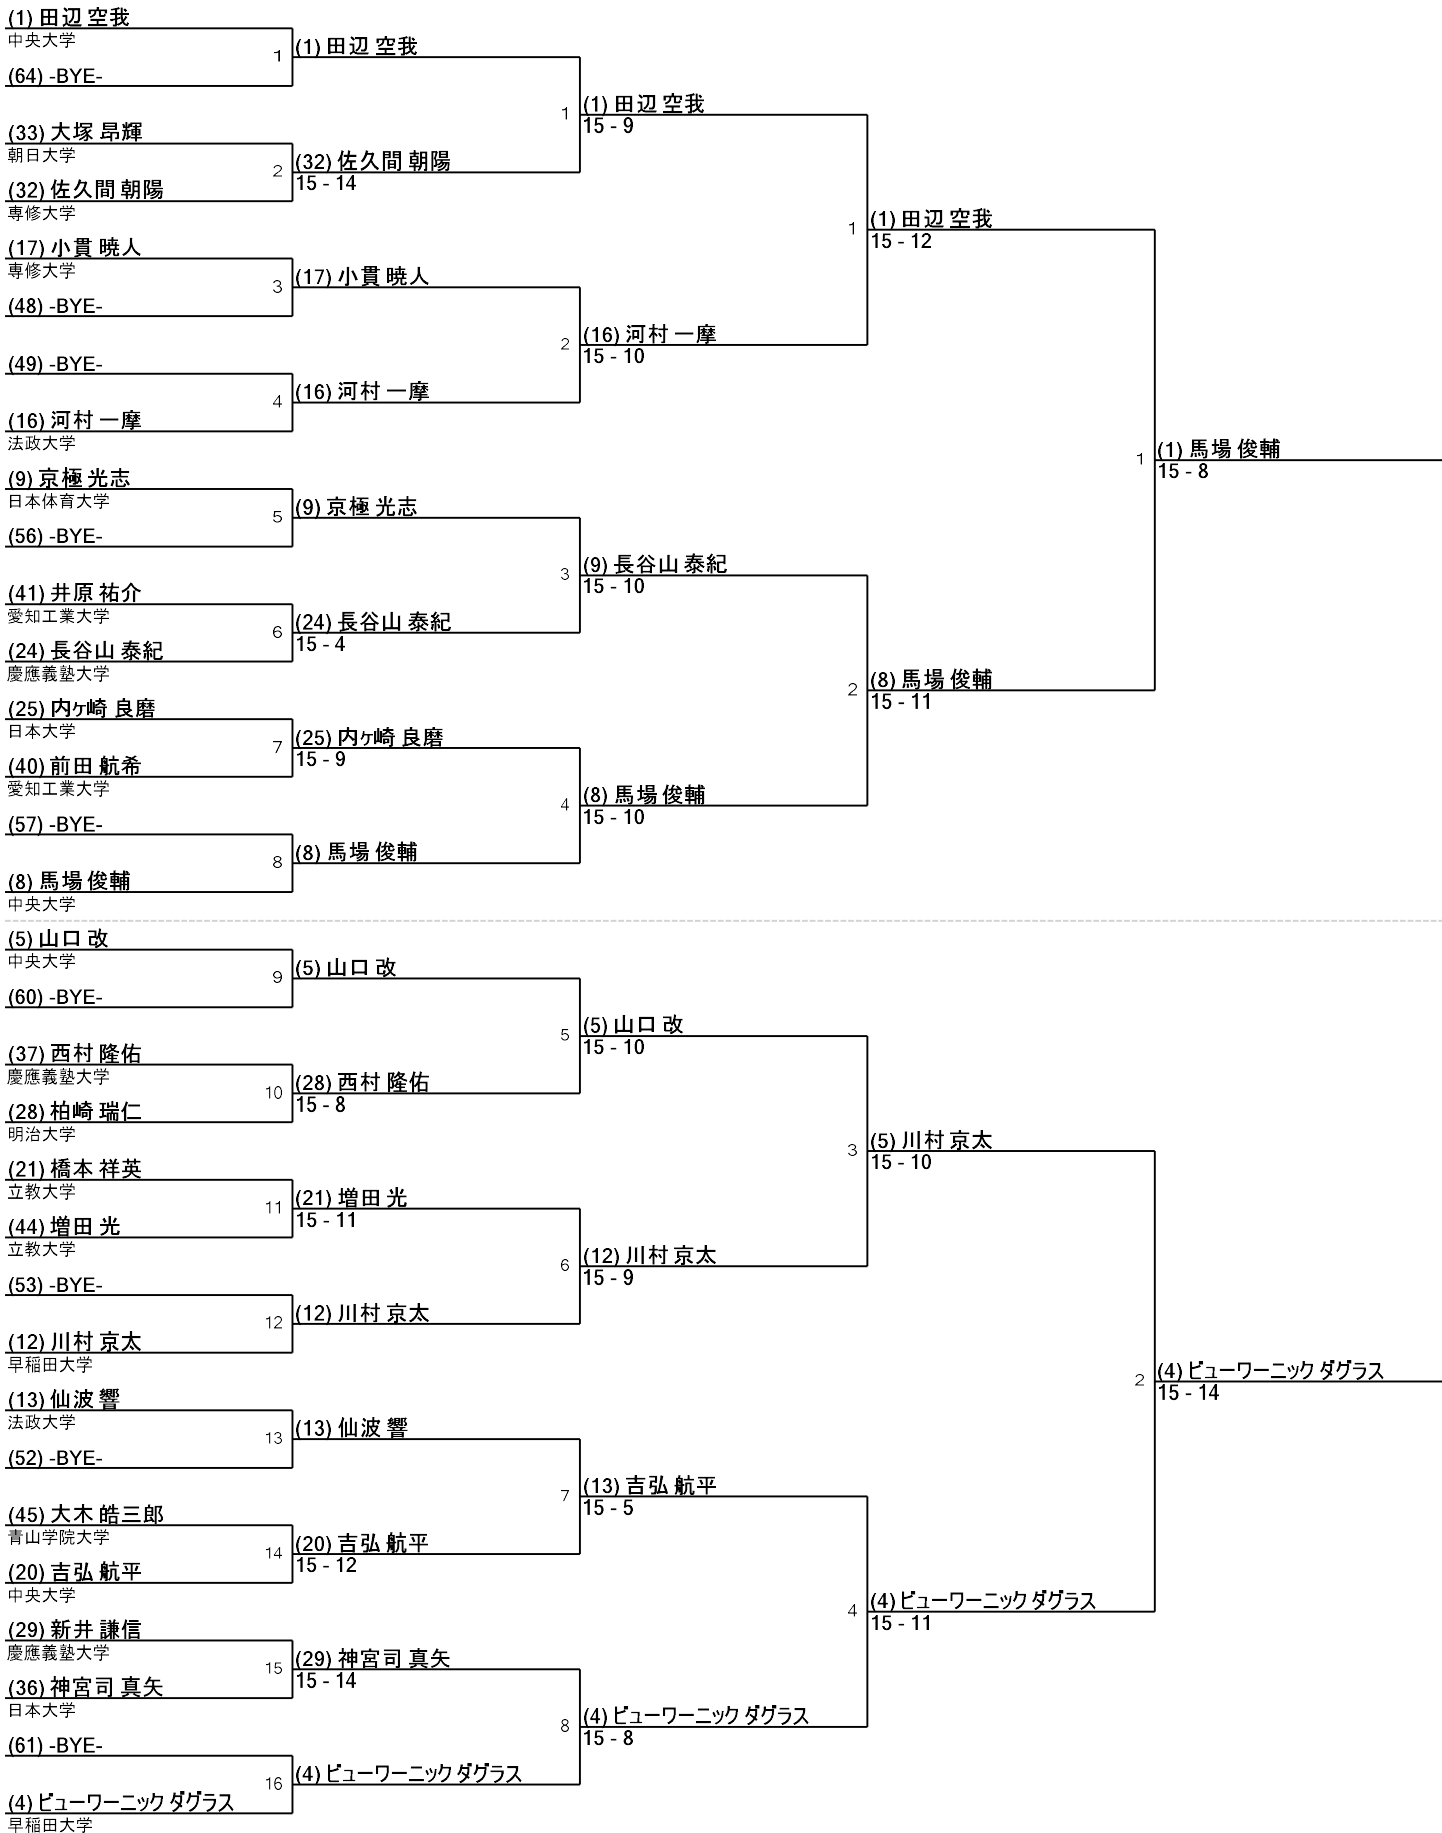 (1) 田辺 空我
中央大学
1
(64) -BYE-
(33) 大塚 昂輝
朝日大学
2
(32) 佐久間 朝陽
専修大学
(17) 小貫 暁人
専修大学
3
(48) -BYE-
(49) -BYE-
4
(16) 河村 一摩
法政大学
(9) 京極 光志
日本体育大学
5
(56) -BYE-
(41) 井原 祐介
愛知工業大学
6
(24) 長谷山 泰紀
慶應義塾大学
(25) 内ヶ崎 良磨
日本大学
7
(40) 前田 航希
愛知工業大学
(57) -BYE-
8
(8) 馬場 俊輔
中央大学
(5) 山口 改
中央大学
9
(60) -BYE-
(37) 西村 隆佑
慶應義塾大学
10
(28) 柏崎 瑞仁
明治大学
(21) 橋本 祥英
立教大学
11
(44) 増田 光
立教大学
(53) -BYE-
12
(12) 川村 京太
早稲田大学
(13) 仙波 響
法政大学
13
(52) -BYE-
(45) 大木 皓三郎
青山学院大学
14
(20) 吉弘 航平
中央大学
(29) 新井 謙信
慶應義塾大学
15
(36) 神宮司 真矢
日本大学
(61) -BYE-
16
(4) ビューワーニック ダグラス
早稲田大学
(1) 田辺 空我
1
(32) 佐久間 朝陽
15 - 14
(17) 小貫 暁人
2
(16) 河村 一摩
(9) 京極 光志
3
(24) 長谷山 泰紀
15 - 4
(25) 内ヶ崎 良磨
15 - 9
4
(8) 馬場 俊輔
(5) 山口 改
5
(28) 西村 隆佑
15 - 8
(21) 増田 光
15 - 11
6
(12) 川村 京太
(13) 仙波 響
7
(20) 吉弘 航平
15 - 12
(29) 神宮司 真矢
15 - 14
8
(4) ビューワーニック ダグラス
(1) 田辺 空我
15 - 9
1
(16) 河村 一摩
15 - 10
(9) 長谷山 泰紀
15 - 10
2
(8) 馬場 俊輔
15 - 10
(5) 山口 改
15 - 10
3
(12) 川村 京太
15 - 9
(13) 吉弘 航平
15 - 5
4
(4) ビューワーニック ダグラス
15 - 8
(1) 田辺 空我
15 - 12
1
(8) 馬場 俊輔
15 - 11
(5) 川村 京太
15 - 10
2
(4) ビューワーニック ダグラス
15 - 11
(1) 馬場 俊輔
15 - 8
(4) ビューワーニック ダグラス
15 - 14